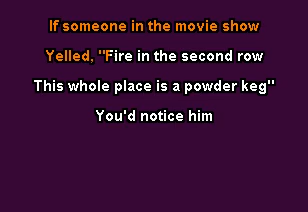 If someone in the movie show
Yelled, "Fire in the second row
This whole place is a powder keg"
You'd notice him